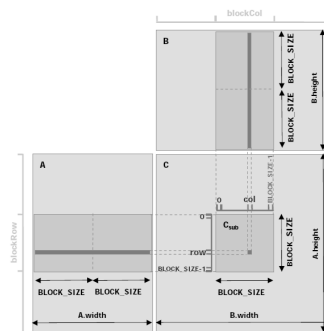 blockCol
B
BLOCK_SIZE
BLOCK_SIZE
B.height
A
C
BLOCK_SIZE-1
0
col
0
Csub
blockRow
row
BLOCK_SIZE-1
BLOCK_SIZE
A.height
BLOCK_SIZE
BLOCK_SIZE
BLOCK_SIZE
A.width
B.width